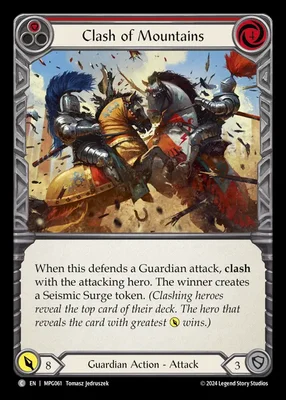 Clash of Mountains
When this defends a Guardian attack, clash
with the attacking hero. The winner creates
a Seismic Surge token. (Clashing heroes
reveal the top card of their deck. The hero that
reveals the card with greatest wins.)
8 Guardian Action - Attack 3
C EN | MPG061 Tomasz Jedruszek © 2024 Legend Story Studios